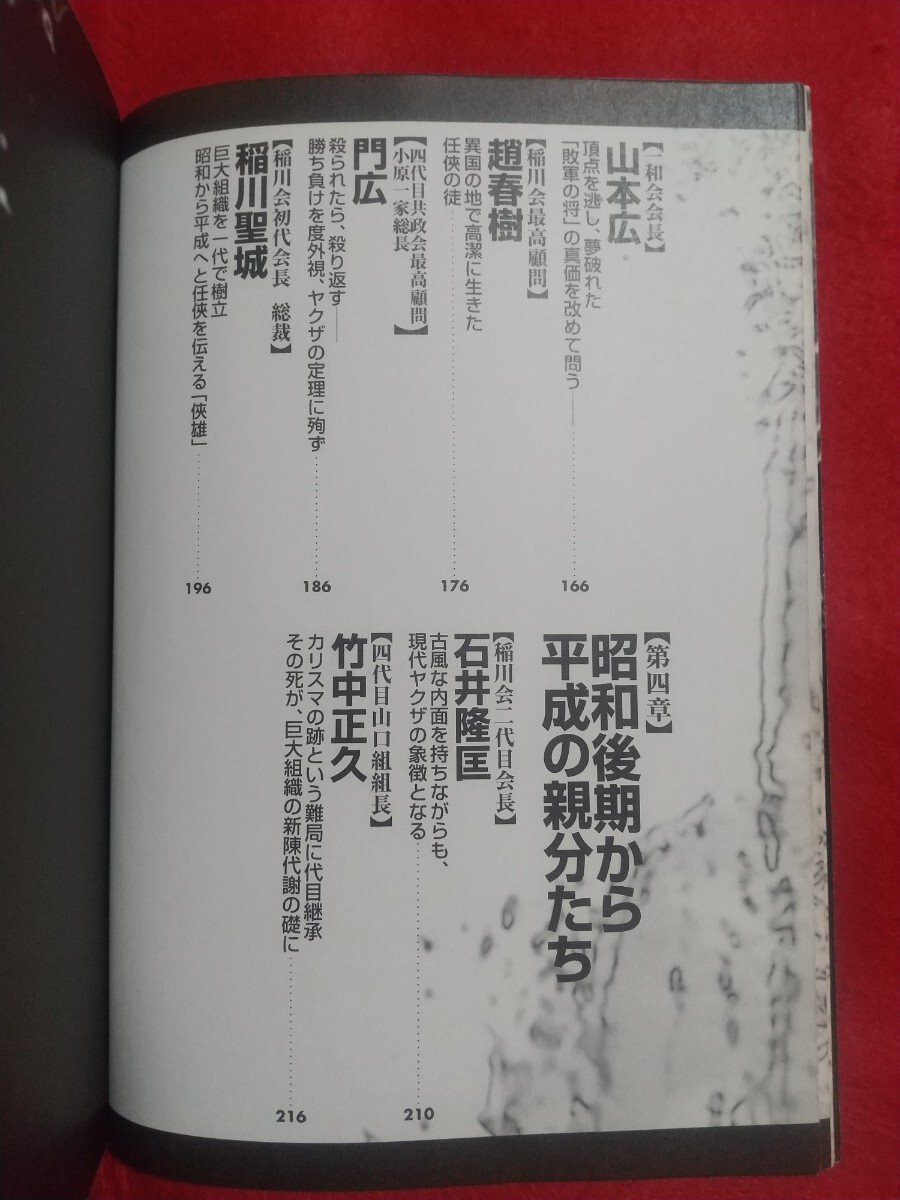 【一和会会長】
山本広
頂点を逃し、夢破れた
「敗軍の将」の真価を改めて問う
166
【稲川会最高顧問】
趙春樹
異国の地で高潔に生きた
任侠の徒
176
【四代目共政会最高顧問
小原一家総長】
門広
殺られたら、殺り返す――
勝ち負けを度外視、ヤクザの定理に殉ず
186
【稲川会初代会長 総裁】
稲川聖城
巨大組織を一代で樹立
昭和から平成へと任侠を伝える「侠雄」
196
【第四章】
昭和後期から
平成の親分たち
【稲川会二代目会長】
石井隆匡
古風な内面を持ちながらも、
現代ヤクザの象徴となる
210
【四代目山口組組長】
竹中正久
カリスマの跡という難局に代目継承
その死が、巨大組織の新陳代謝の礎に
216